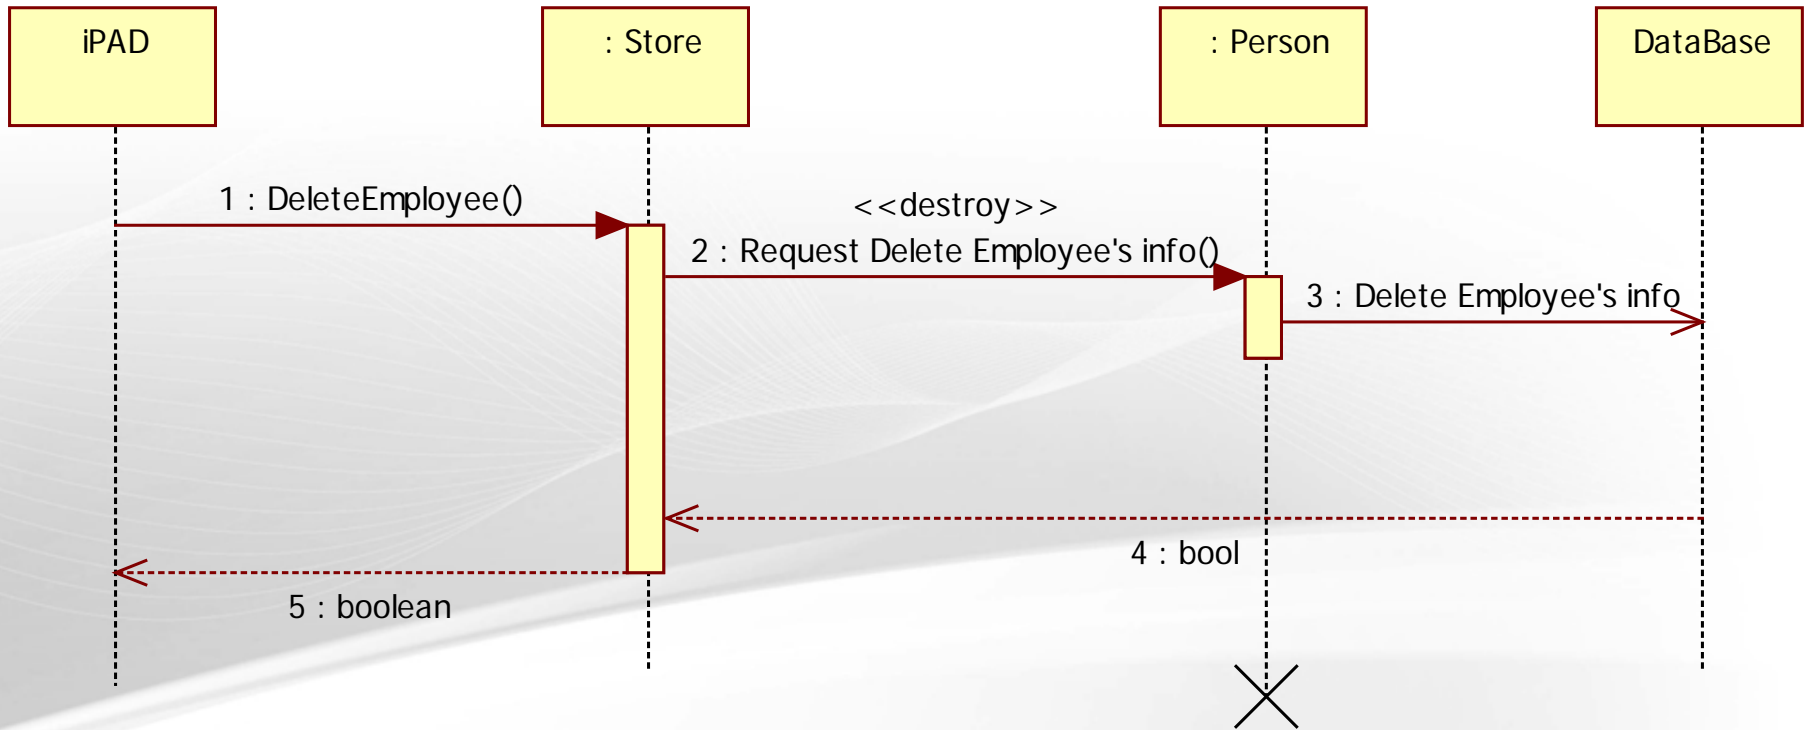 iPAD
: Store
: Person
DataBase
1 : DeleteEmployee()
<<destroy>>
2 : Request Delete Employee's info()
3 : Delete Employee's info
4 : bool
5 : boolean